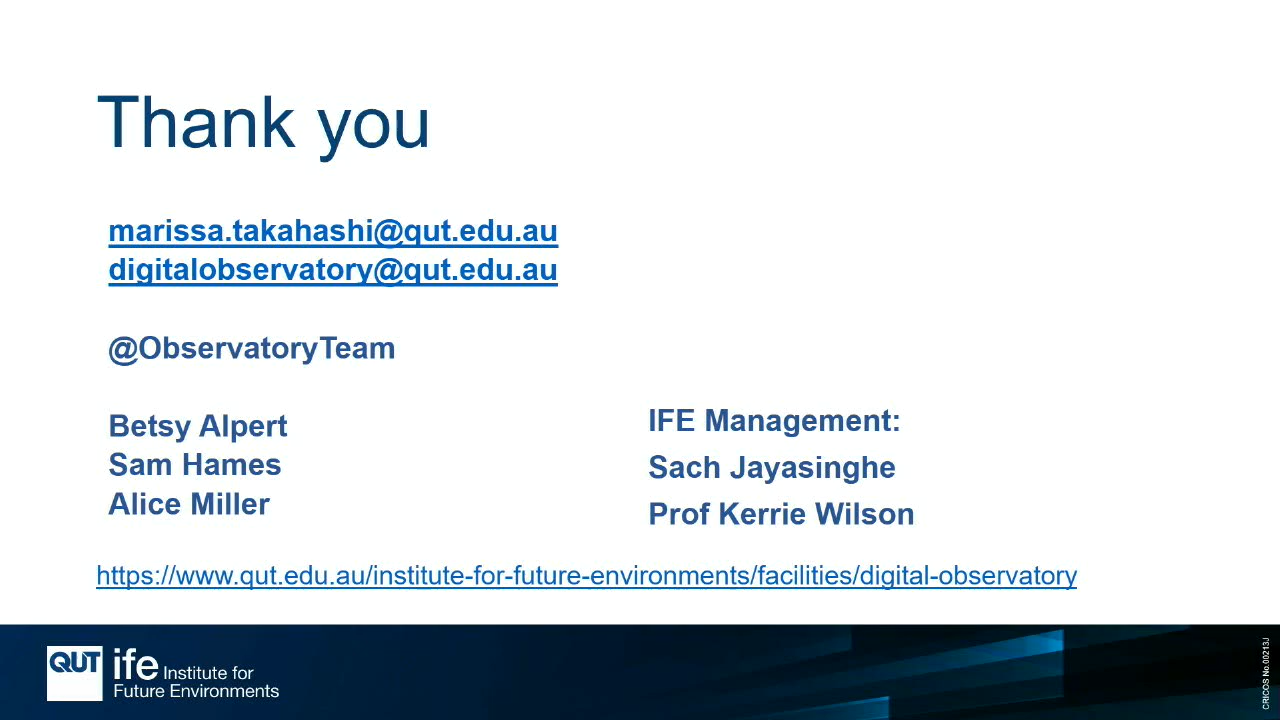 Thank you
marissa.takahashi@qut.edu.au
digitalobservatory@qut.edu.au
@ObservatoryTeam
Betsy Alpert
Sam Hames
Alice Miller
IFE Management:
Sach Jayasinghe
Prof Kerrie Wilson
https://www.qut.edu.au/institute-for-future-environments/facilities/digital-observatory
QUT
ife Institute for
Future Environments
CRICOS No.00213J